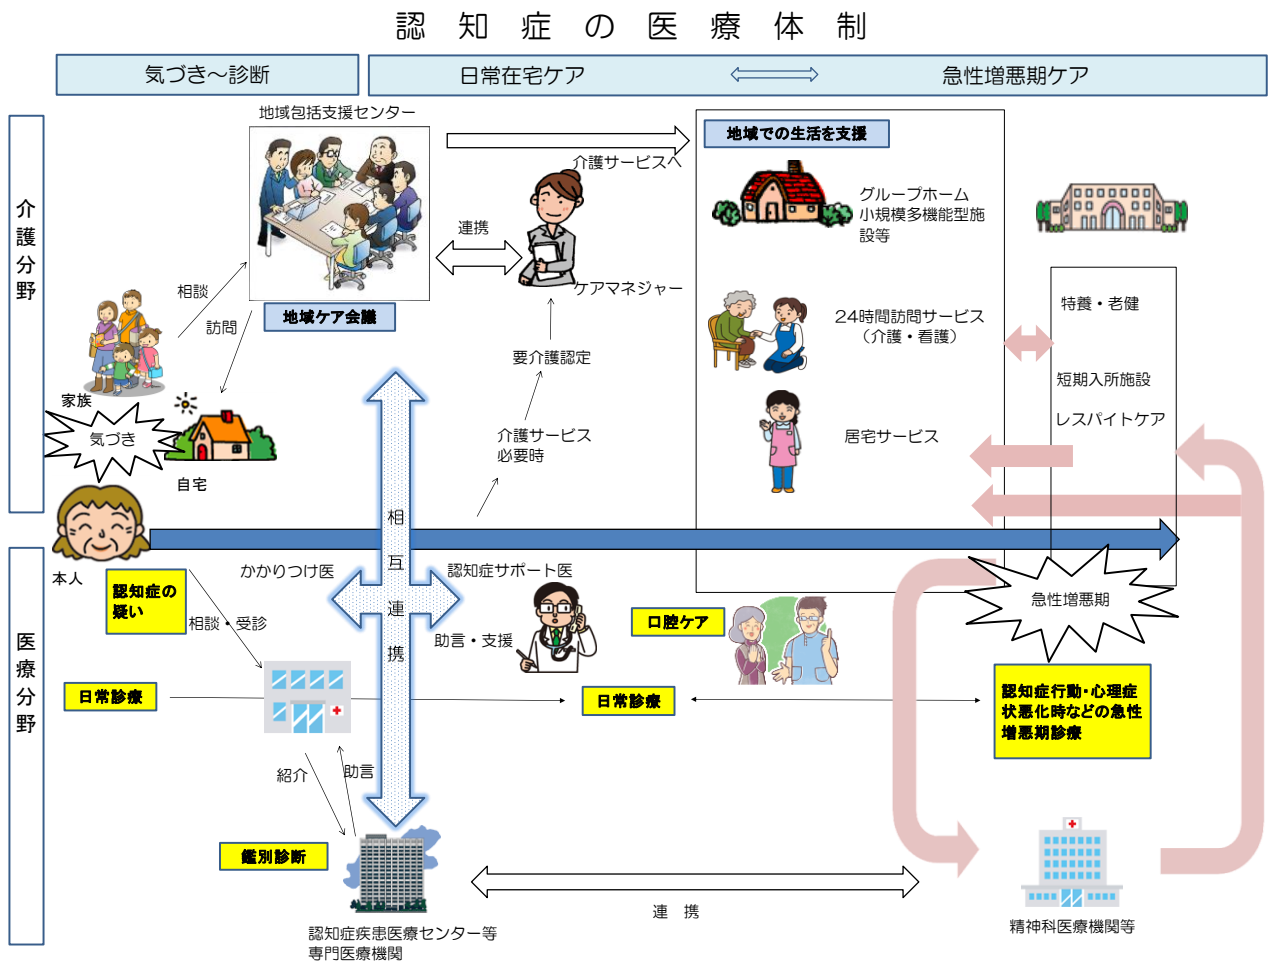 認知症の医療体制
気づき～診断
日常在宅ケア
急性増悪期ケア
介護分野
地域包括支援センター
地域ケア会議
相談
訪問
家族
気づき
自宅
本人
介護サービスへ
連携
ケアマネジャー
要介護認定
介護サービス
必要時
地域での生活を支援
グループホーム
小規模多機能型施
設等
24時間訪問サービス
（介護・看護）
居宅サービス
特養・老健
短期入所施設
レスパイトケア
相互連携
医療分野
認知症の
疑い
かかりつけ医
相談・受診
認知症サポート医
助言・支援
口腔ケア
急性増悪期
日常診療
日常診療
認知症行動・心理症
状悪化時などの急性
増悪期診療
紹介
助言
鑑別診断
認知症疾患医療センター等
専門医療機関
連　携
精神科医療機関等